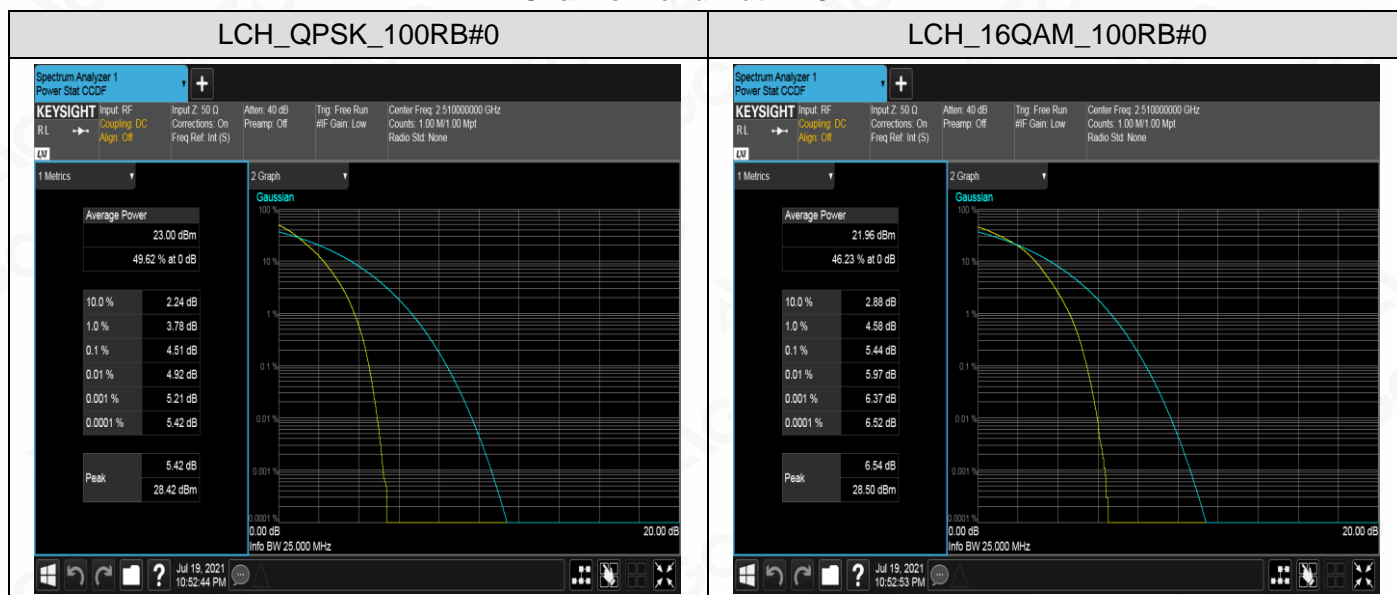 LCH_QPSK_100RB#0
LCH_16QAM_100RB#0
Spectrum Analyzer 1
Power Stat CCDF
KEYSIGHT Input: RF Input Z: 50 Ω Atten: 40 dB Trig: Free Run Center Freq: 2.510000000 GHz
Coupling: DC Corrections: On Preamp: Off #IF Gain: Low Counts: 1.00 M/1.00 Mpt
RL Align: Off Freq Ref: Int (S) Radio Std: None
LXI
1 Metrics
Average Power
23.00 dBm
49.62 % at 0 dB
10.0 % 2.24 dB
1.0 % 3.78 dB
0.1 % 4.51 dB
0.01 % 4.92 dB
0.001 % 5.21 dB
0.0001 % 5.42 dB
Peak
5.42 dB
28.42 dBm
2 Graph
Gaussian
100 %
10 %
1 %
0.1 %
0.01 %
0.001 %
0.0001 %
0.00 dB 20.00 dB
Info BW 25.000 MHz
?
Jul 19, 2021
10:52:44 PM
Spectrum Analyzer 1
Power Stat CCDF
KEYSIGHT Input: RF Input Z: 50 Ω Atten: 40 dB Trig: Free Run Center Freq: 2.510000000 GHz
Coupling: DC Corrections: On Preamp: Off #IF Gain: Low Counts: 1.00 M/1.00 Mpt
RL Align: Off Freq Ref: Int (S) Radio Std: None
LXI
1 Metrics
Average Power
21.96 dBm
46.23 % at 0 dB
10.0 % 2.88 dB
1.0 % 4.58 dB
0.1 % 5.44 dB
0.01 % 5.97 dB
0.001 % 6.37 dB
0.0001 % 6.52 dB
Peak
6.54 dB
28.50 dBm
2 Graph
Gaussian
100 %
10 %
1 %
0.1 %
0.01 %
0.001 %
0.0001 %
0.00 dB 20.00 dB
Info BW 25.000 MHz
?
Jul 19, 2021
10:52:53 PM